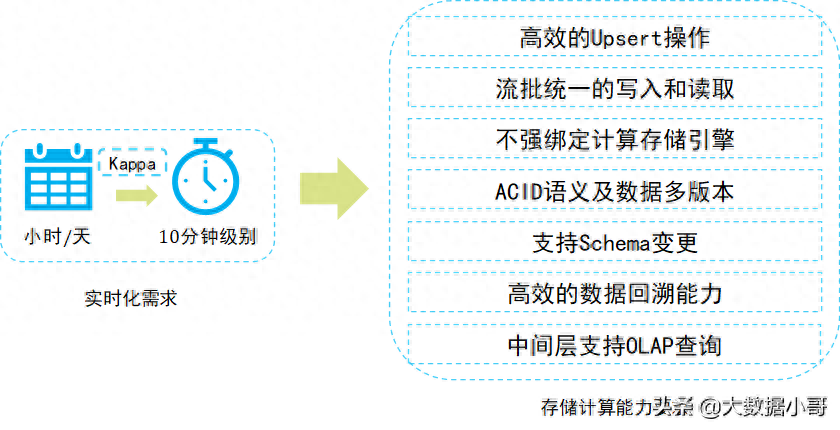 Kappa
小时/天
10分钟级别
实时化需求
高效的Upsert操作
流批统一的写入和读取
不强绑定计算存储引擎
ACID语义及数据多版本
支持Schema变更
高效的数据回溯能力
中间层支持OLAP查询
存储计算能力
头条 @大数据小哥